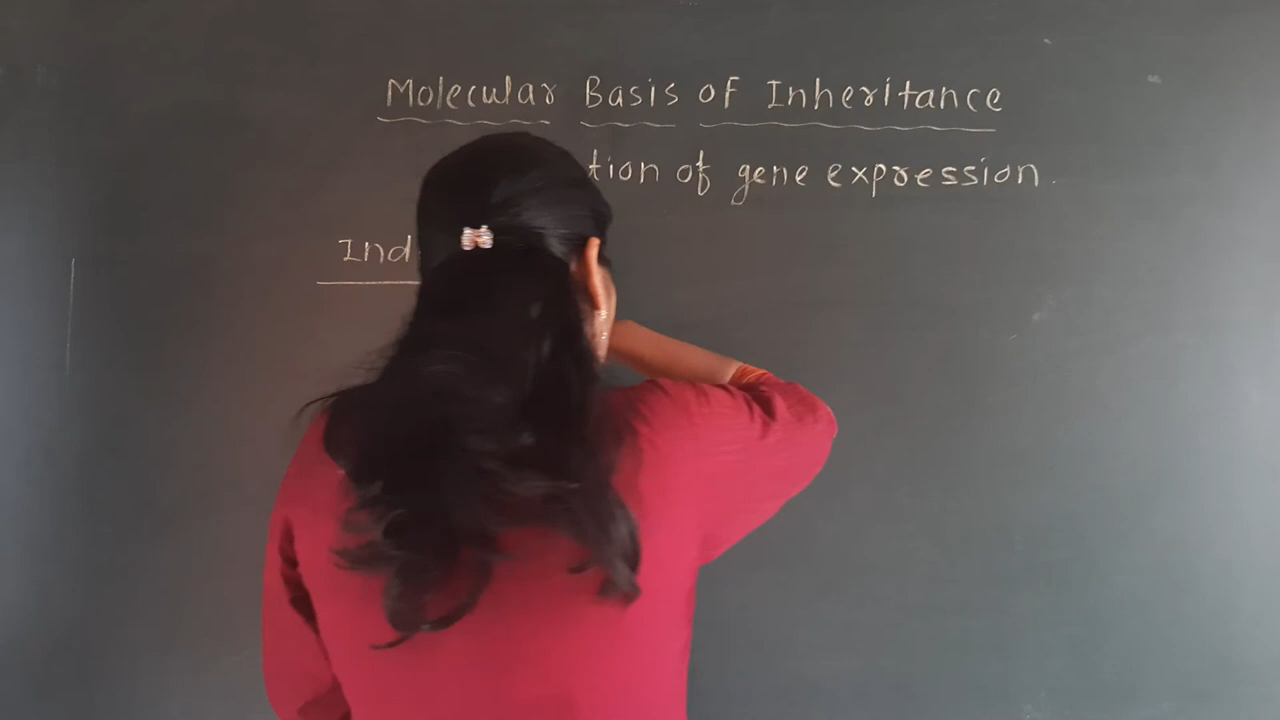 Molecular Basis of Inheritance
tion of gene expression.
Ind